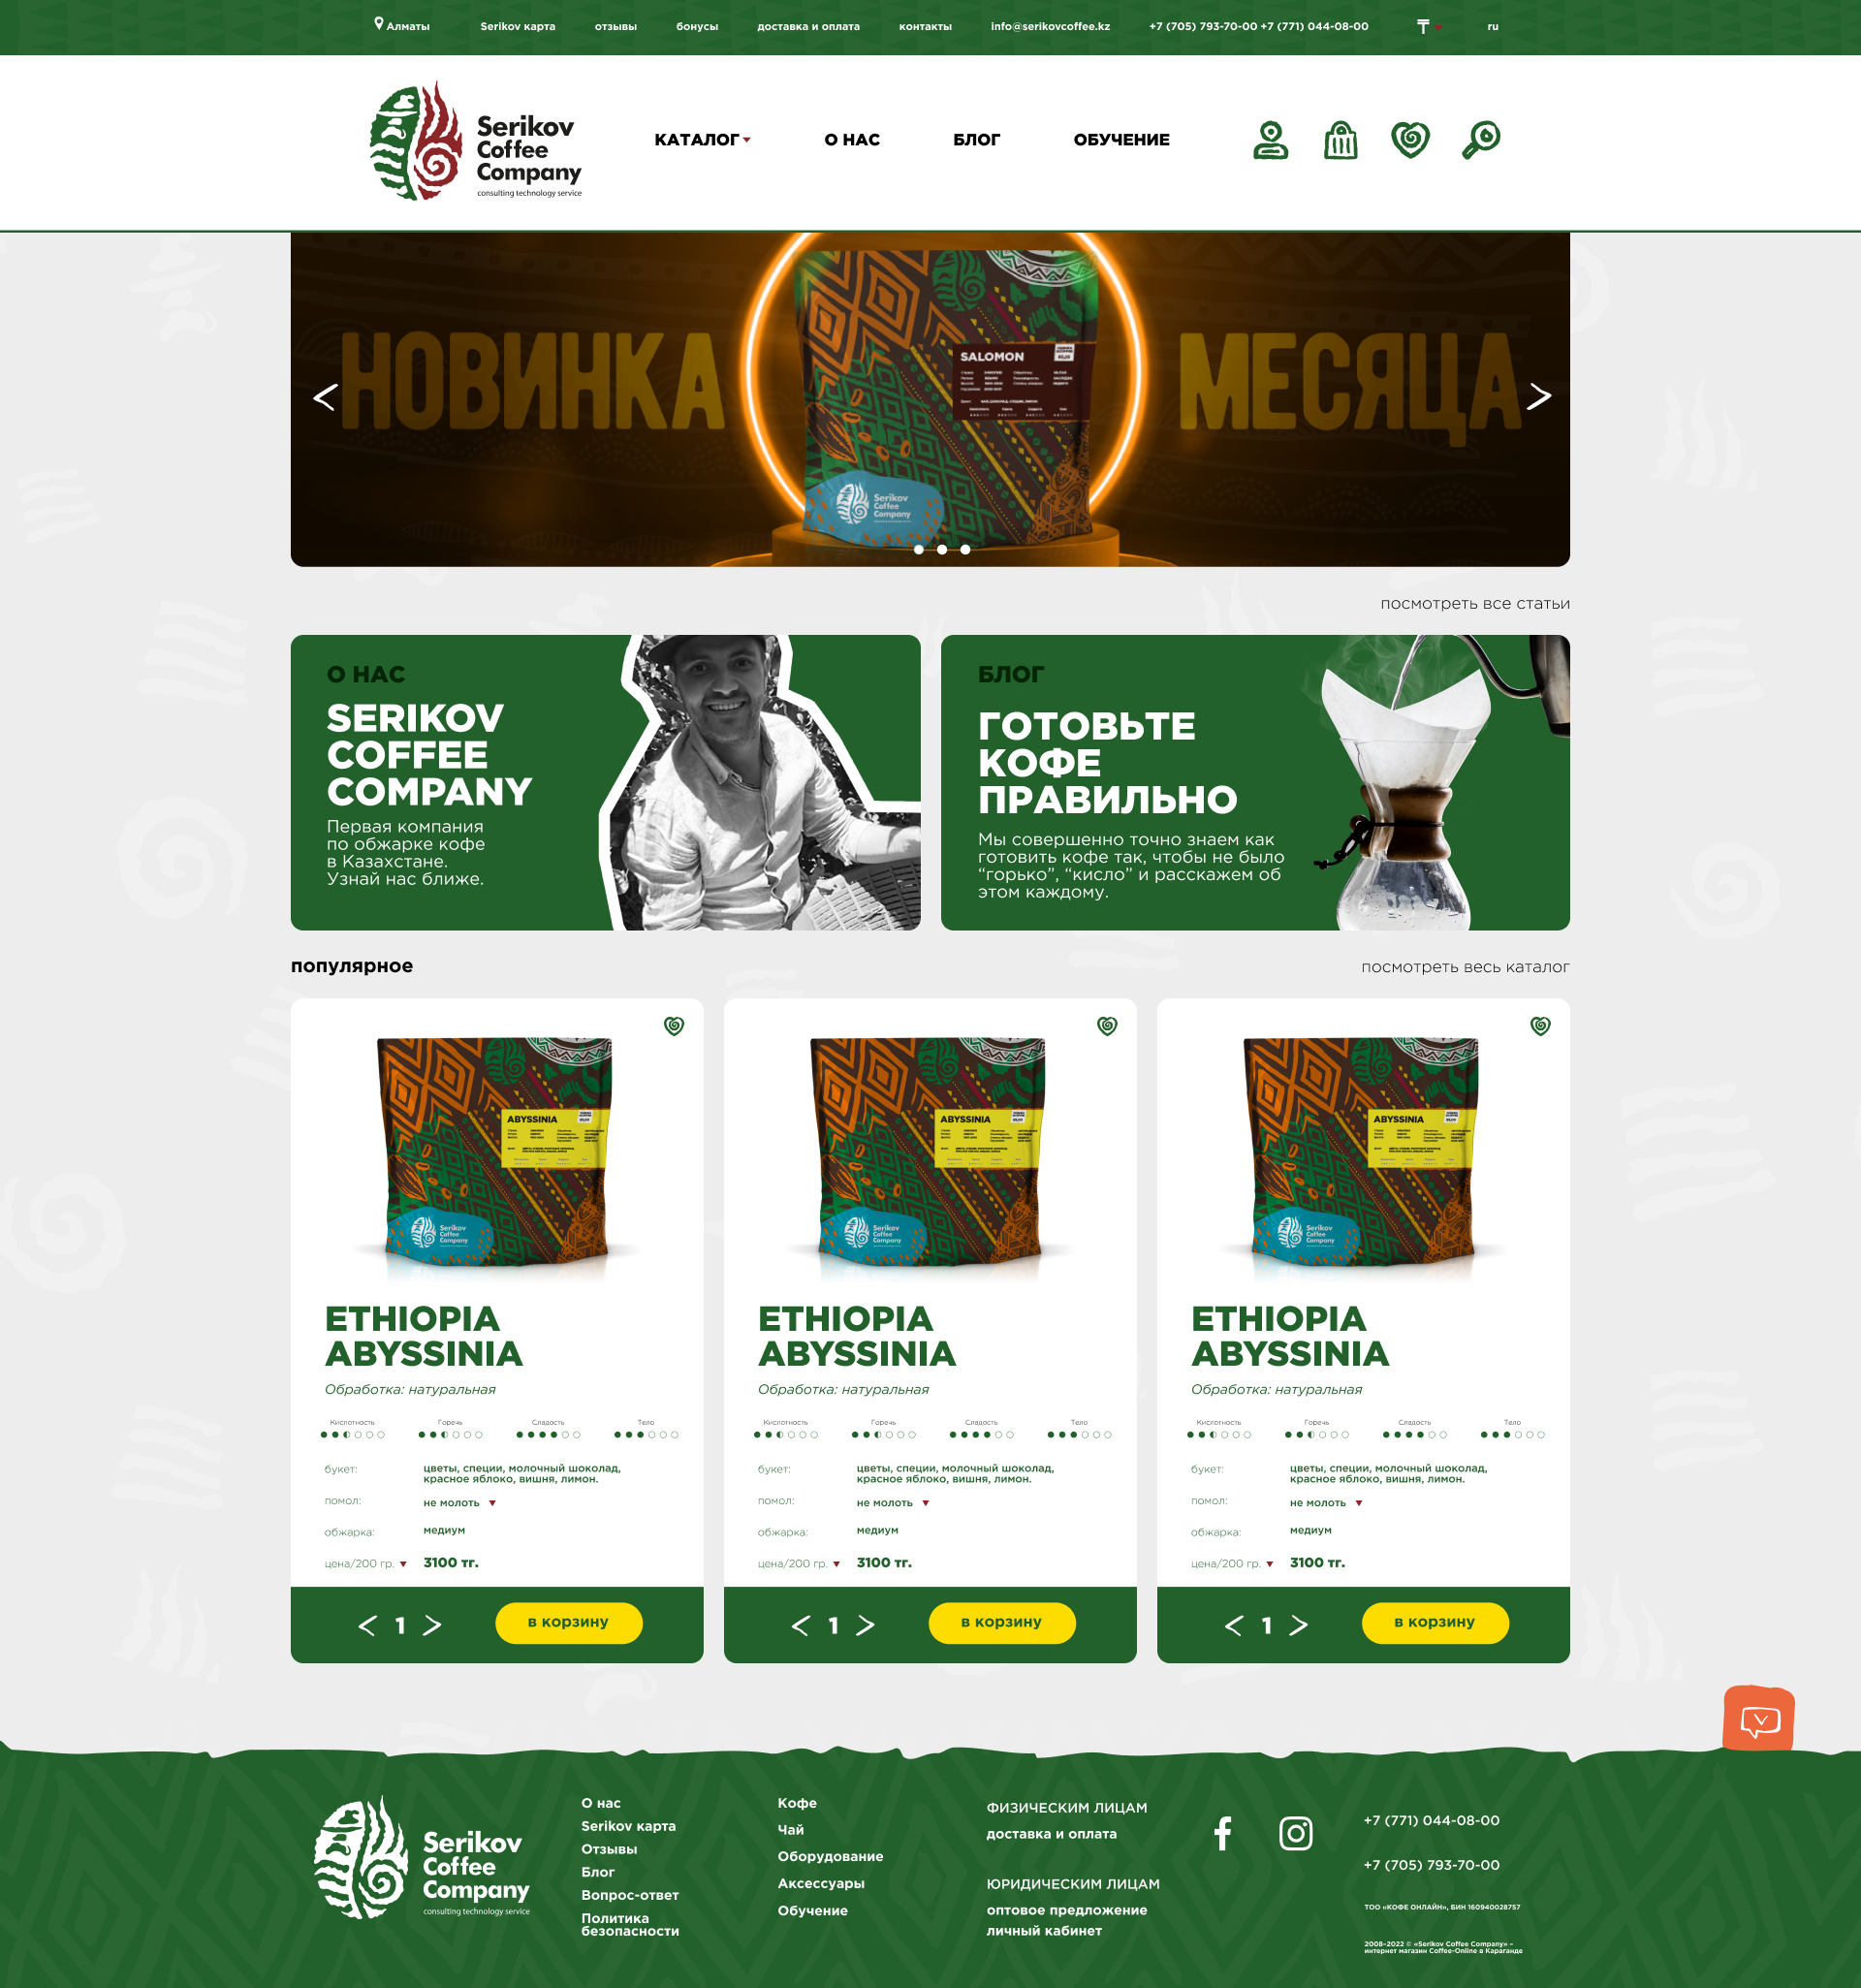 Алматы
Serikov карта
отзывы
бонусы
доставка и оплата
контакты
info@serikovcoffee.kz
+7 (705) 793-70-00 +7 (771) 044-08-00
₸
ru
Serikov
Coffee
Company
consulting technology service
КАТАЛОГ
О НАС
БЛОГ
ОБУЧЕНИЕ
НОВИНКА
МЕСЯЦА
SALOMON
Serikov
Coffee
Company
посмотреть все статьи
О НАС
SERIKOV
COFFEE
COMPANY
Первая компания
по обжарке кофе
в Казахстане.
Узнай нас ближе.
БЛОГ
ГОТОВЬТЕ
КОФЕ
ПРАВИЛЬНО
Мы совершенно точно знаем как
готовить кофе так, чтобы не было
“горько”, “кисло” и расскажем об
этом каждому.
популярное
посмотреть весь каталог
ABYSSINIA
Serikov
Coffee
Company
ETHIOPIA
ABYSSINIA
Обработка: натуральная
Кислотность Горечь Сладость Тело
букет: цветы, специи, молочный шоколад,
красное яблоко, вишня, лимон.
помол: не молоть
обжарка: медиум
цена/200 гр. 3100 тг.
< 1 > в корзину
ABYSSINIA
Serikov
Coffee
Company
ETHIOPIA
ABYSSINIA
Обработка: натуральная
Кислотность Горечь Сладость Тело
букет: цветы, специи, молочный шоколад,
красное яблоко, вишня, лимон.
помол: не молоть
обжарка: медиум
цена/200 гр. 3100 тг.
< 1 > в корзину
ABYSSINIA
Serikov
Coffee
Company
ETHIOPIA
ABYSSINIA
Обработка: натуральная
Кислотность Горечь Сладость Тело
букет: цветы, специи, молочный шоколад,
красное яблоко, вишня, лимон.
помол: не молоть
обжарка: медиум
цена/200 гр. 3100 тг.
< 1 > в корзину
Serikov
Coffee
Company
consulting technology service
О нас
Serikov карта
Отзывы
Блог
Вопрос-ответ
Политика
безопасности
Кофе
Чай
Оборудование
Аксессуары
Обучение
ФИЗИЧЕСКИМ ЛИЦАМ
доставка и оплата
ЮРИДИЧЕСКИМ ЛИЦАМ
оптовое предложение
личный кабинет
+7 (771) 044-08-00
+7 (705) 793-70-00
ТОО «КОФЕ ОНЛАЙН», БИН 160940028757
2008-2022 © «Serikov Coffee Company» –
интернет магазин Coffee-Online в Караганде